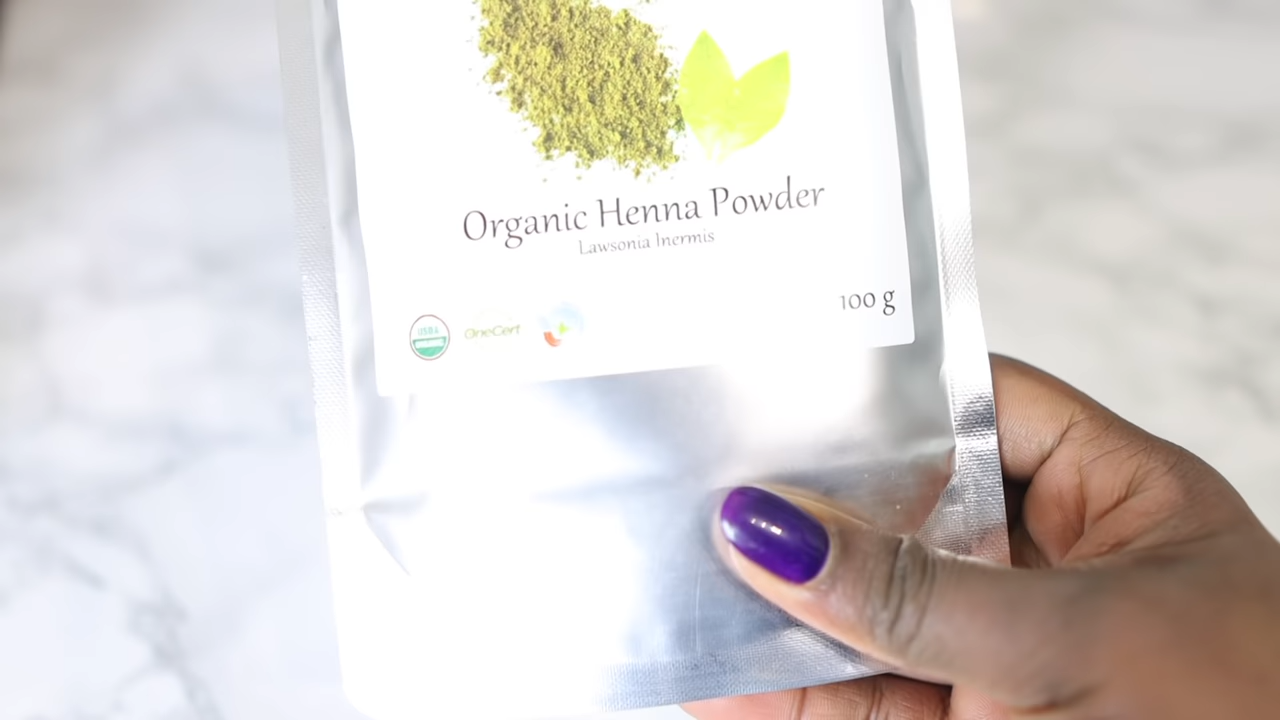 Organic Henna Powder
Lawsonia Inermis
100 g
USDA
ORGANIC
OneCert